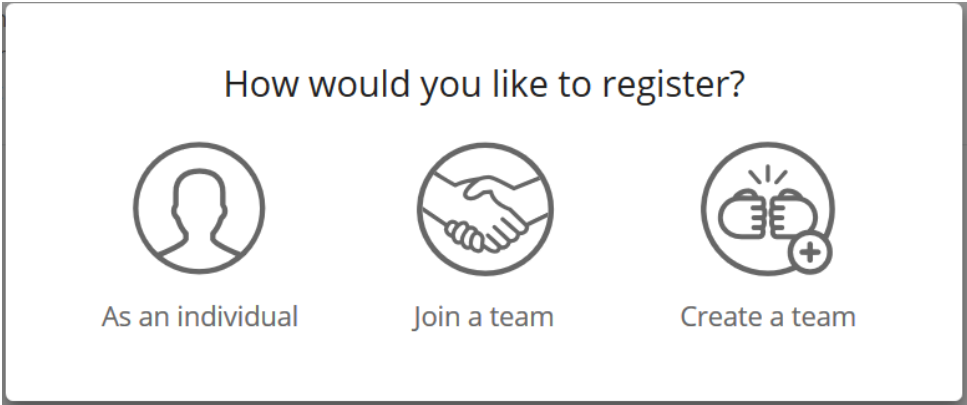 How would you like to register?
As an individual
Join a team
Create a team